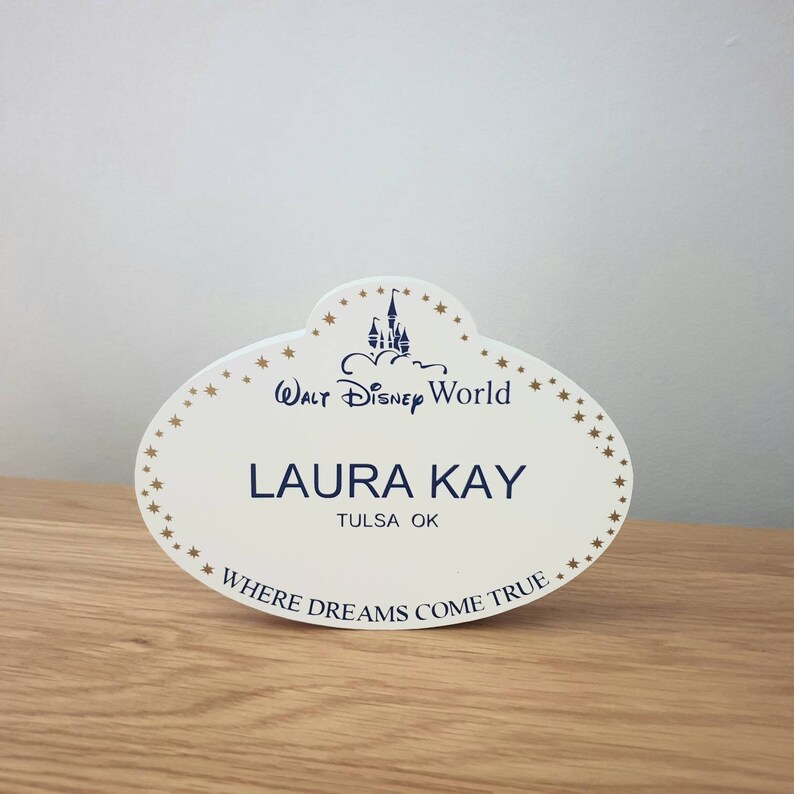 WALT DISNEY World
LAURA KAY
TULSA OK
WHERE DREAMS COME TRUE